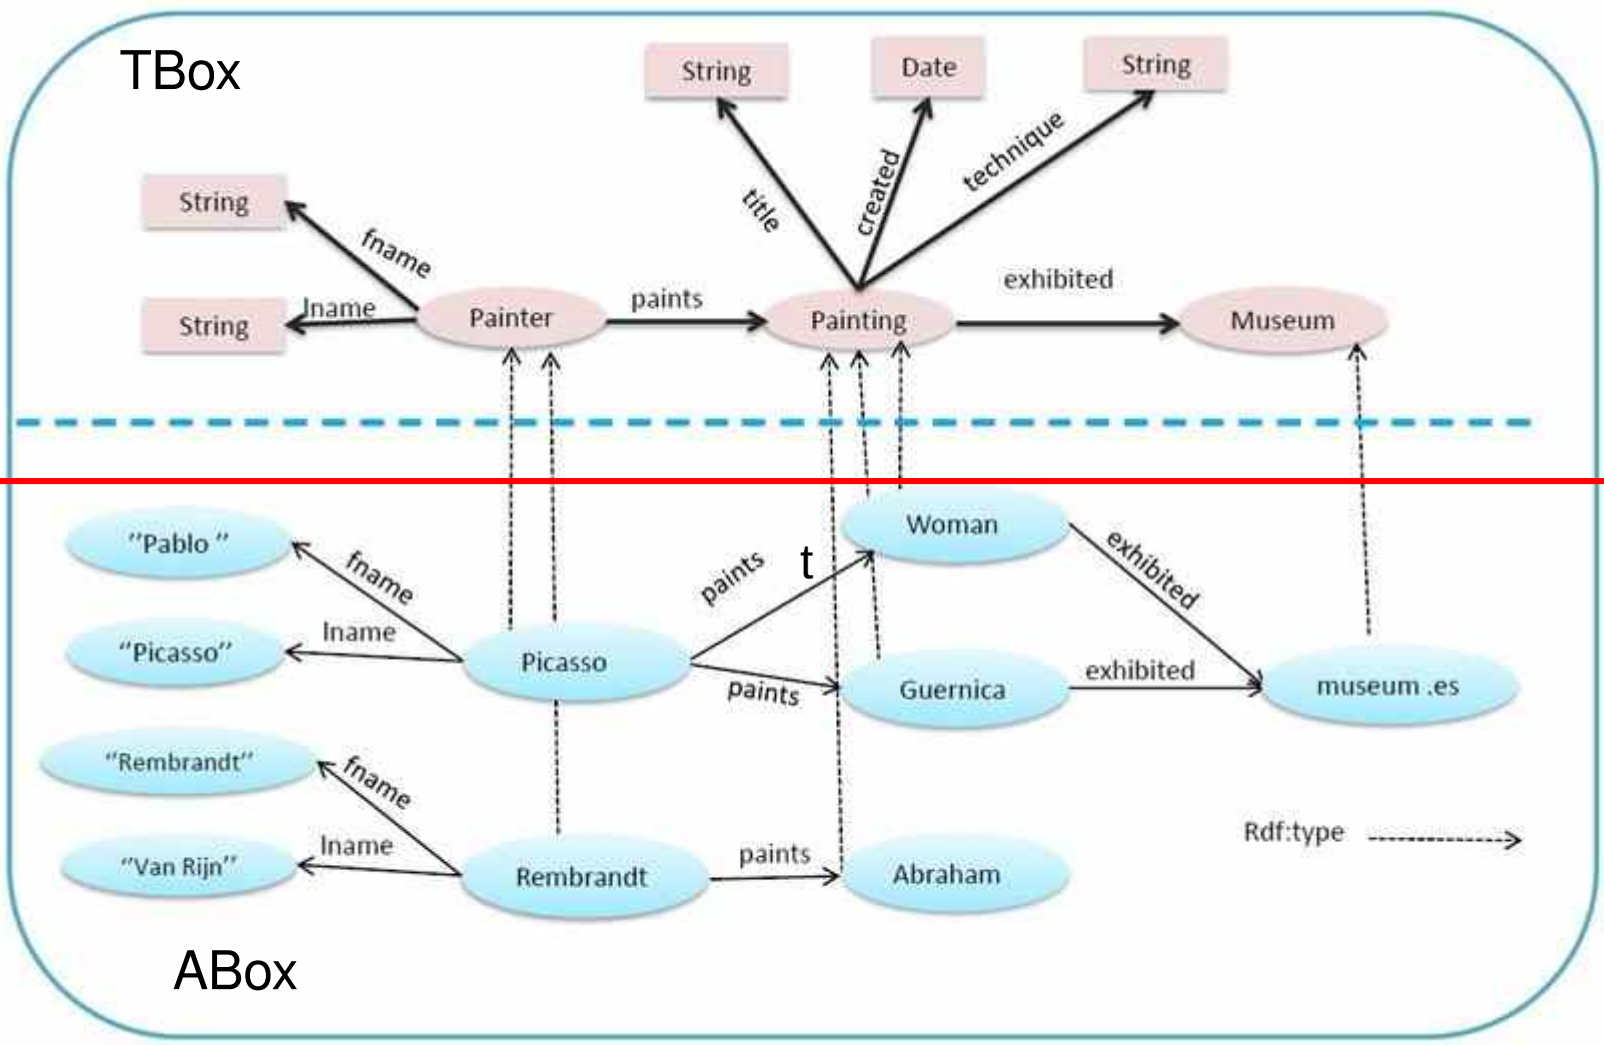 TBox
String
Date
String
title
created
technique
String
fname
String
lname
Painter
paints
Painting
exhibited
Museum
‘‘Pablo ’’
fname
‘‘Picasso’’
lname
Picasso
paints
t
Woman
exhibited
paints
Guernica
exhibited
museum .es
‘‘Rembrandt’’
fname
‘‘Van Rijn’’
lname
Rembrandt
paints
Abraham
Rdf:type
ABox